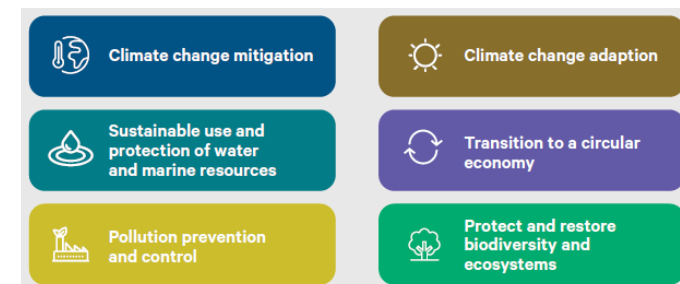 Climate change mitigation
Climate change adaption
Sustainable use and
protection of water
and marine resources
Transition to a circular
economy
Pollution prevention
and control
Protect and restore
biodiversity and
ecosystems